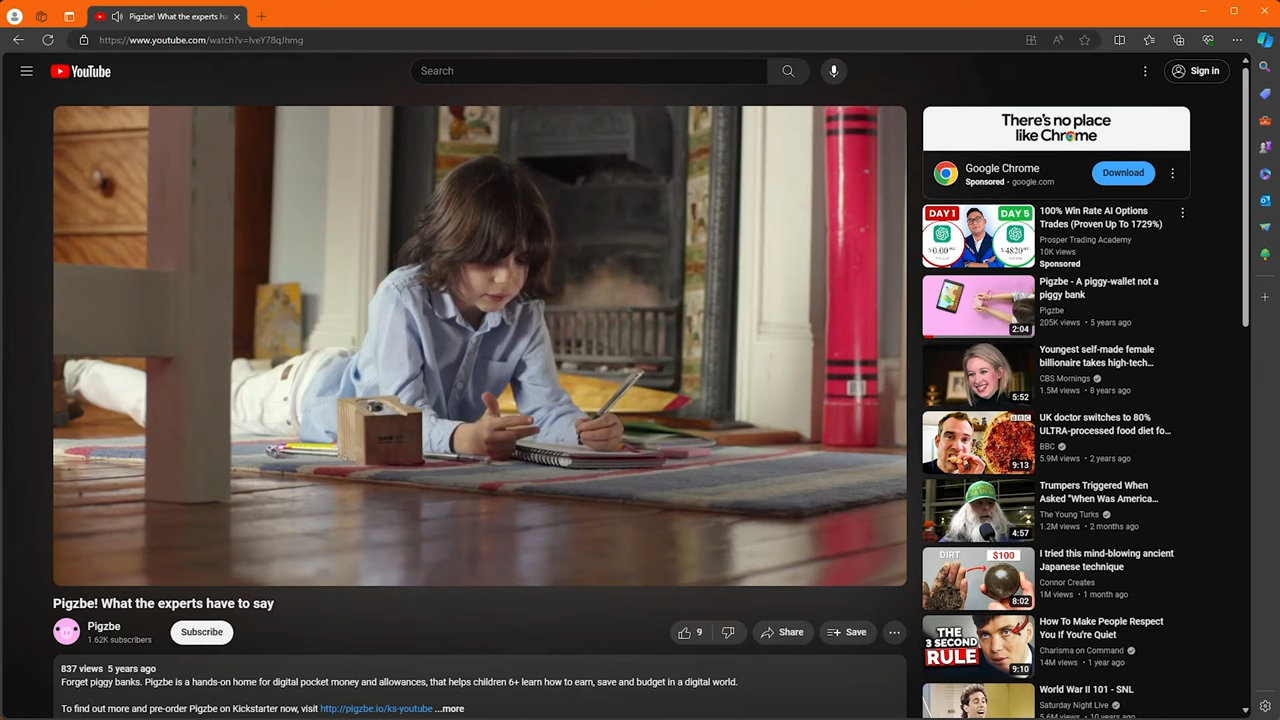 Pigzbe! What the experts ha
https://www.youtube.com/watch?v=IveY78qJhmg
YouTube
Search
Sign in
There's no place
like Chrome
Google Chrome
Sponsored · google.com
Download
DAY 1
DAY 5
$0.00
$4820
100% Win Rate AI Options
Trades (Proven Up To 1729%)
Prosper Trading Academy
10K views
Sponsored
2:04
Pigzbe - A piggy-wallet not a
piggy bank
Pigzbe
205K views · 5 years ago
5:52
Youngest self-made female
billionaire takes high-tech...
CBS Mornings
1.5M views · 8 years ago
BBC
9:13
UK doctor switches to 80%
ULTRA-processed food diet fo...
BBC
5.9M views · 2 years ago
4:57
Trumpers Triggered When
Asked "When Was America...
The Young Turks
1.2M views · 2 months ago
DIRT
$100
8:02
I tried this mind-blowing ancient
Japanese technique
Connor Creates
1M views · 1 month ago
THE
3 SECOND
RULE
9:10
How To Make People Respect
You If You're Quiet
Charisma on Command
14M views · 1 year ago
World War II 101 - SNL
Saturday Night Live
5.6M views · 10 years ago
Pigzbe! What the experts have to say
Pigzbe
1.62K subscribers
Subscribe
9
Share
Save
837 views 5 years ago
Forget piggy banks. Pigzbe is a hands-on home for digital pocket money and allowances, that helps children 6+ learn how to earn, save and budget in a digital world.
To find out more and pre-order Pigzbe on Kickstarter now, visit http://pigzbe.io/ks-youtube ...more